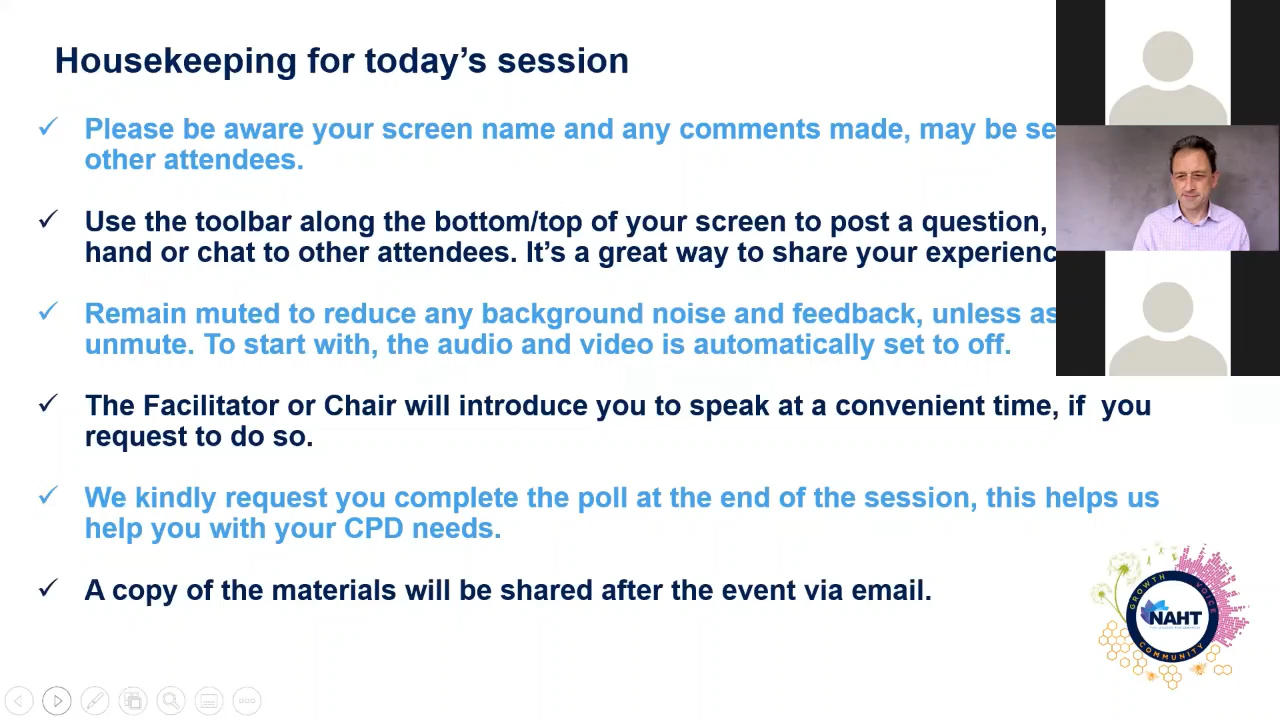 Housekeeping for today’s session
✓ Please be aware your screen name and any comments made, may be
other attendees.
✓ Use the toolbar along the bottom/top of your screen to post a question,
hand or chat to other attendees. It’s a great way to share your
✓ Remain muted to reduce any background noise and feedback, unless
unmute. To start with, the audio and video is automatically set to off.
✓ The Facilitator or Chair will introduce you to speak at a convenient time, if you
request to do so.
✓ We kindly request you complete the poll at the end of the session, this helps us
help you with your CPD needs.
✓ A copy of the materials will be shared after the event via email.
GROWTH VOICE
NAHT
COMMUNITY